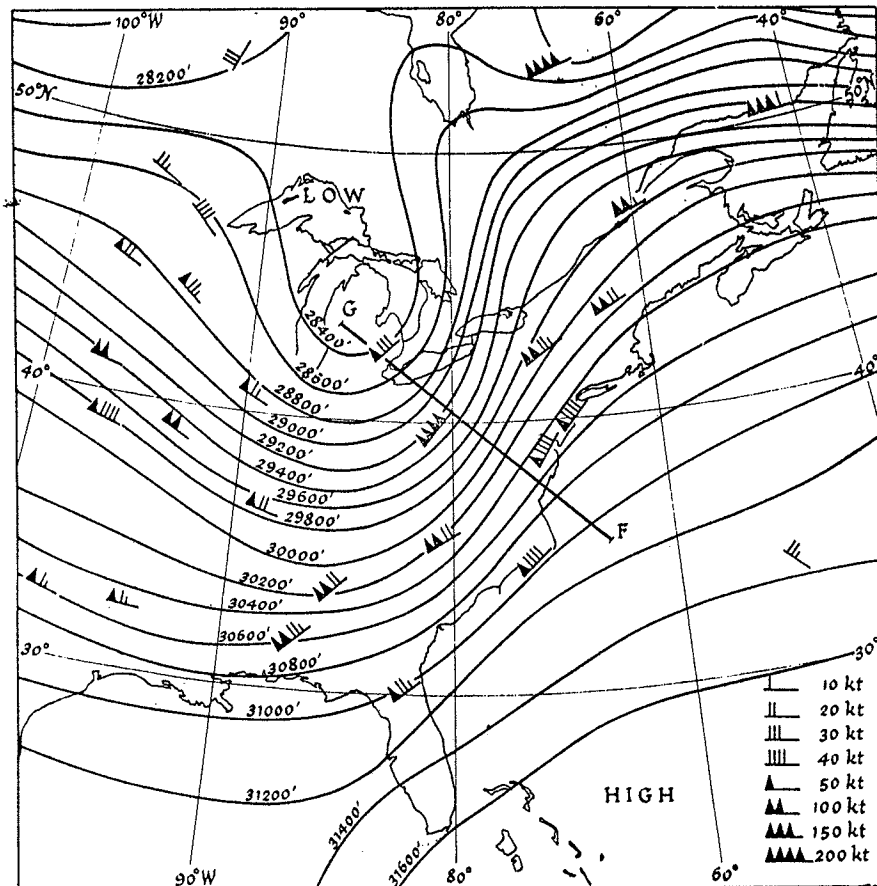 100°W 90° 80° 60° 40°
28200'
50°N 50°N
LOW
G
28400'
28600'
40° 40°
28800'
29000'
29200'
29400'
29600'
29800'
F
30000'
30200'
30400'
30600'
30° 30°
30800'
10 kt
20 kt
31000'
30 kt
40 kt
50 kt
31200'
HIGH
100 kt
31400'
150 kt
31600'
200 kt
90°W 80° 60°